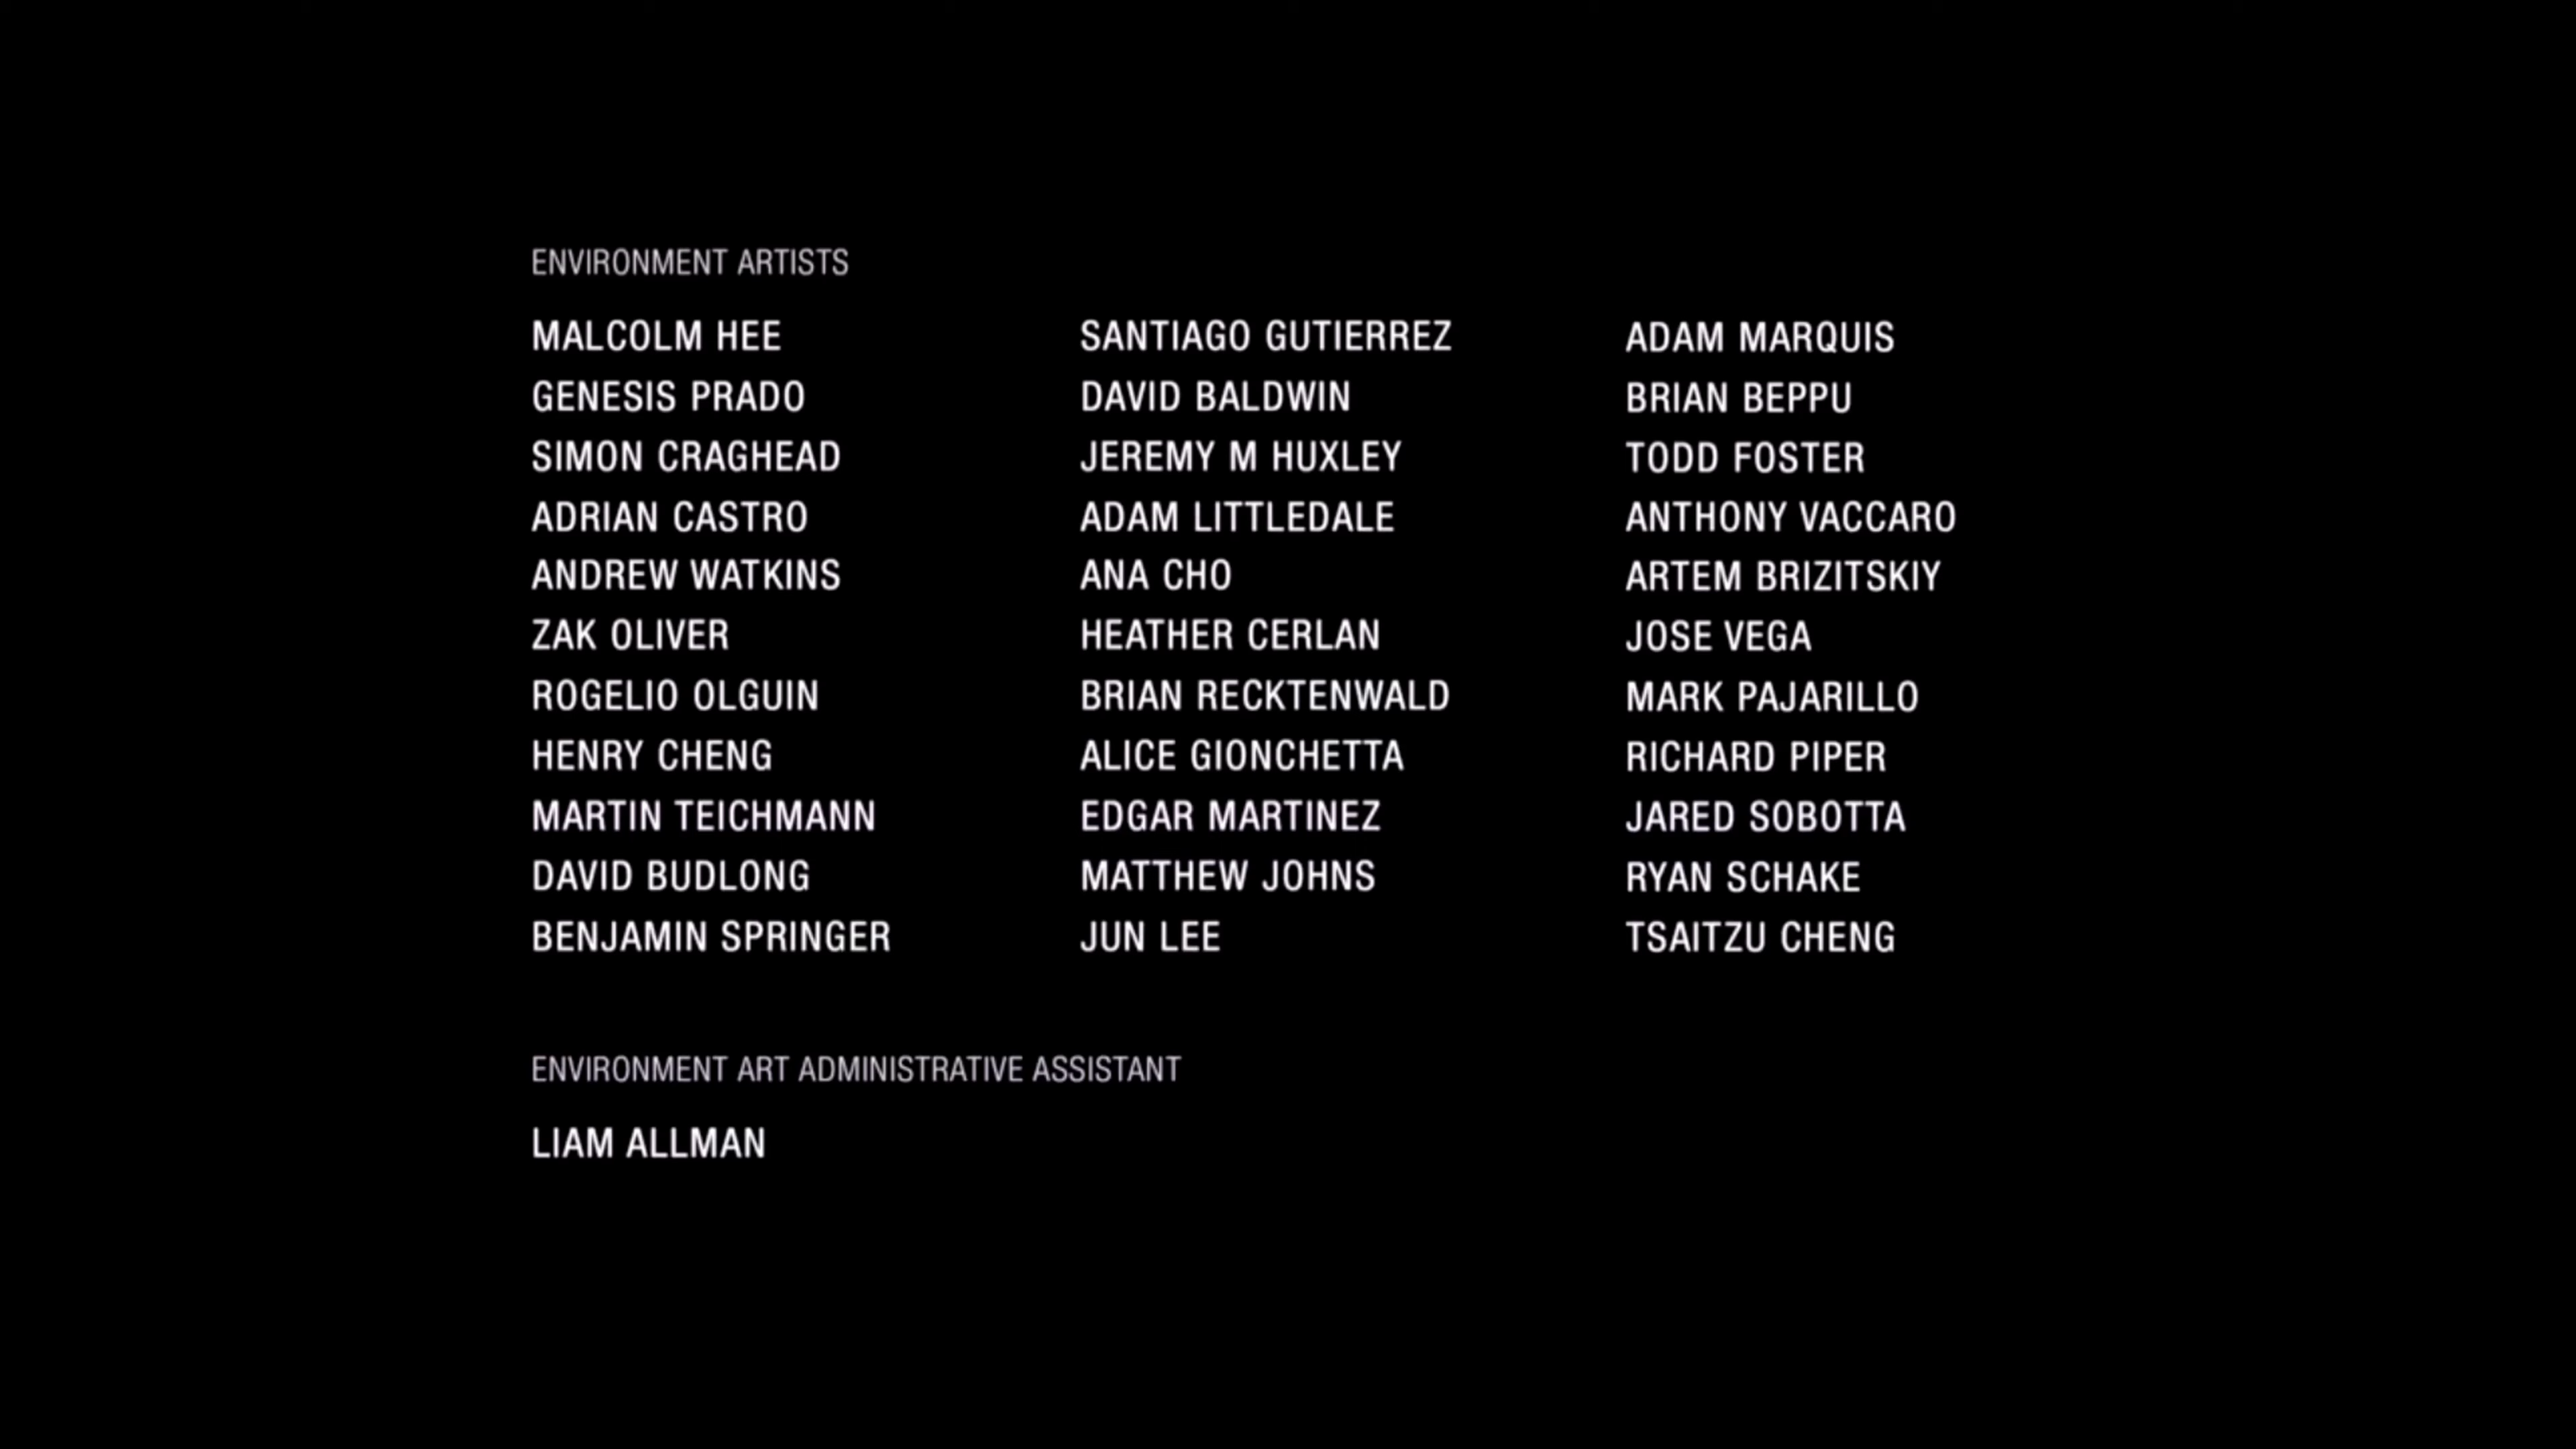 ENVIRONMENT ARTISTS
MALCOLM HEE
GENESIS PRADO
SIMON CRAGHEAD
ADRIAN CASTRO
ANDREW WATKINS
ZAK OLIVER
ROGELIO OLGUIN
HENRY CHENG
MARTIN TEICHMANN
DAVID BUDLONG
BENJAMIN SPRINGER
SANTIAGO GUTIERREZ
DAVID BALDWIN
JEREMY M HUXLEY
ADAM LITTLEDALE
ANA CHO
HEATHER CERLAN
BRIAN RECKTENWALD
ALICE GIONCHETTA
EDGAR MARTINEZ
MATTHEW JOHNS
JUN LEE
ADAM MARQUIS
BRIAN BEPPU
TODD FOSTER
ANTHONY VACCARO
ARTEM BRIZITSKIY
JOSE VEGA
MARK PAJARILLO
RICHARD PIPER
JARED SOBOTTA
RYAN SCHAKE
TSAITZU CHENG
ENVIRONMENT ART ADMINISTRATIVE ASSISTANT
LIAM ALLMAN